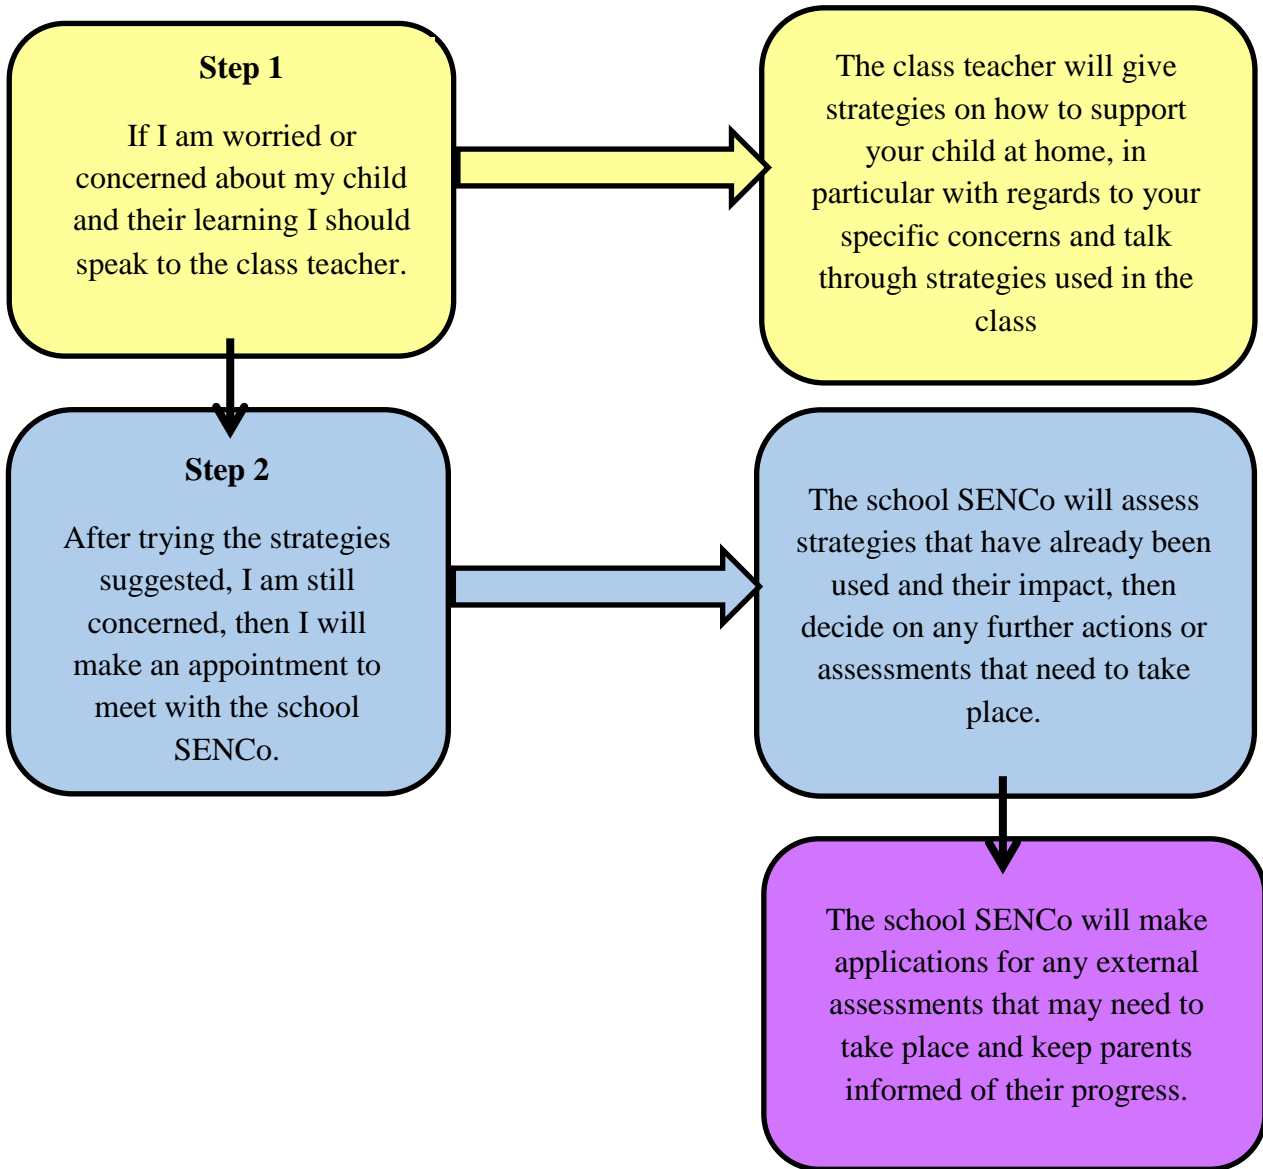 Step 1
If I am worried or
concerned about my child
and their learning I should
speak to the class teacher.
The class teacher will give
strategies on how to support
your child at home, in
particular with regards to your
specific concerns and talk
through strategies used in the
class
Step 2
After trying the strategies
suggested, I am still
concerned, then I will
make an appointment to
meet with the school
SENCo.
The school SENCo will assess
strategies that have already been
used and their impact, then
decide on any further actions or
assessments that need to take
place.
The school SENCo will make
applications for any external
assessments that may need to
take place and keep parents
informed of their progress.